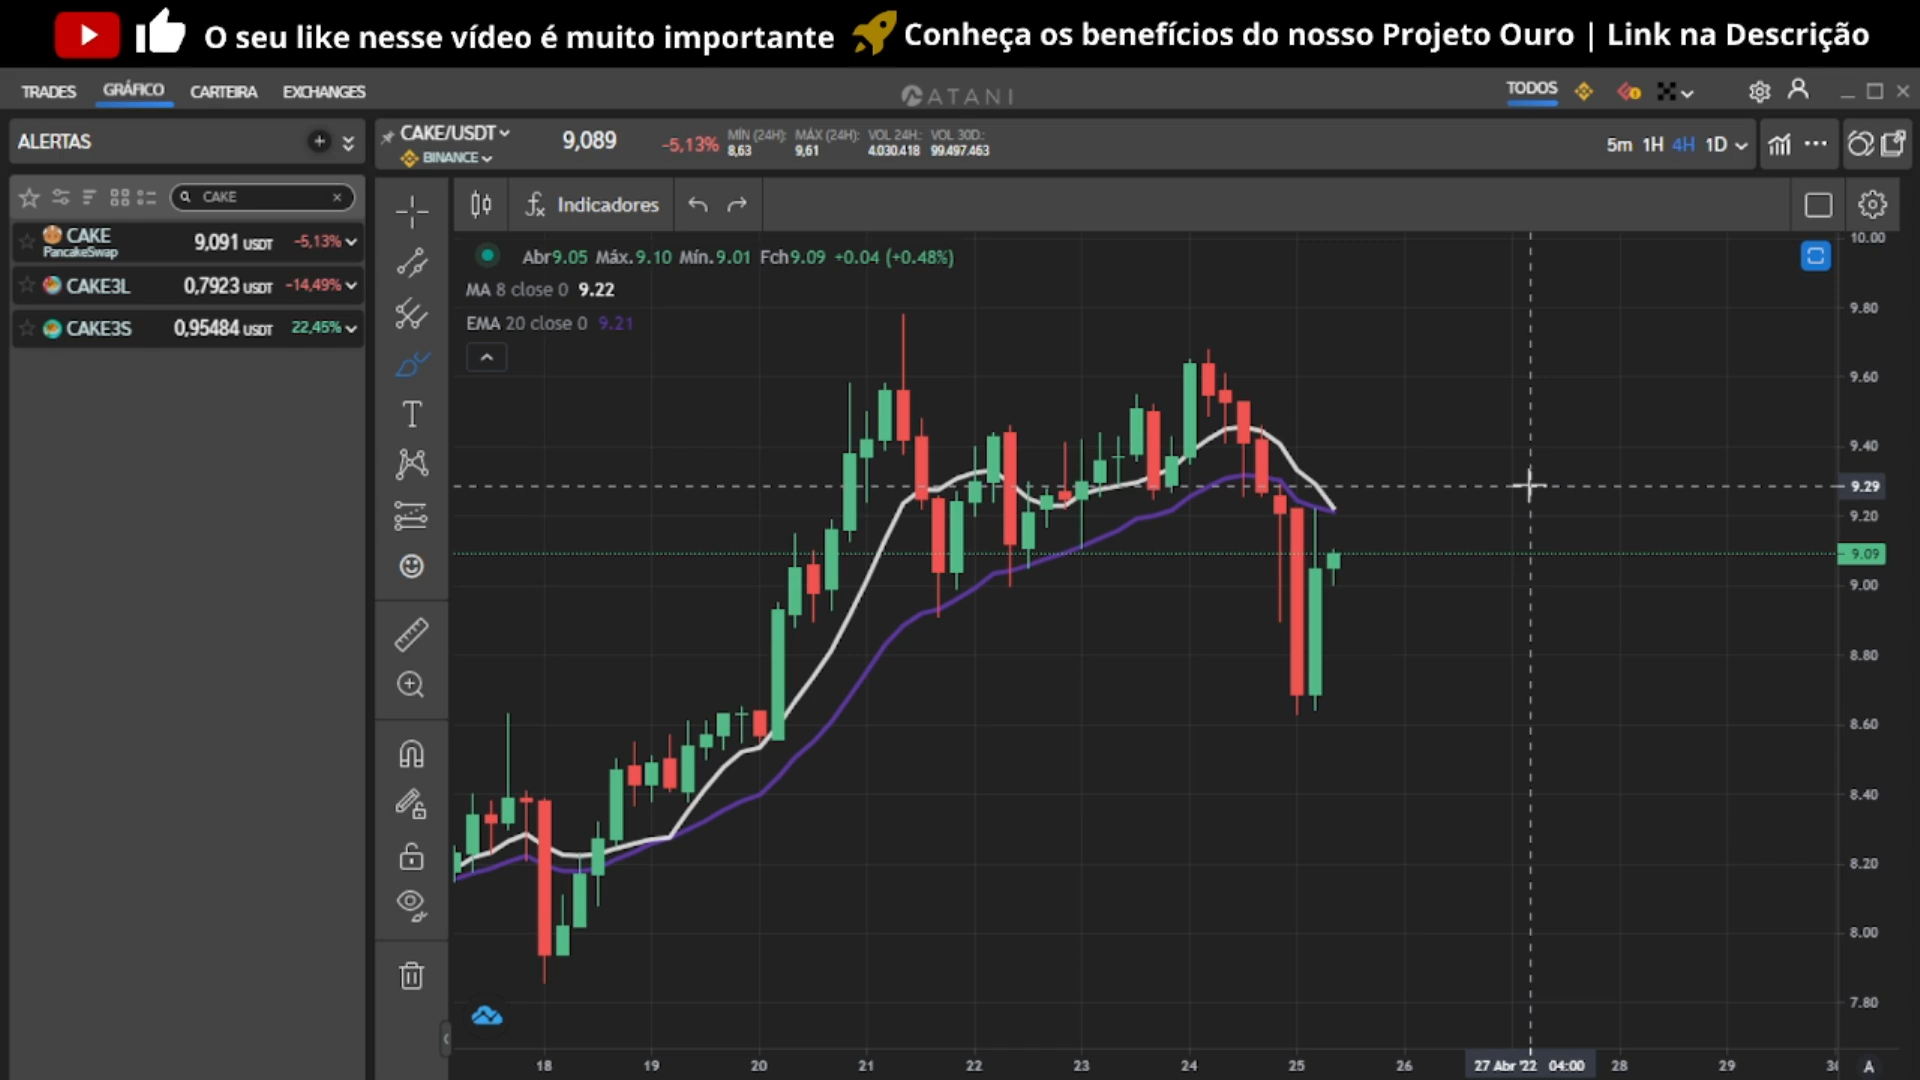 O seu like nesse vídeo é muito importante
Conheça os benefícios do nosso Projeto Ouro | Link na Descrição
TRADES GRÁFICO CARTEIRA EXCHANGES
ATANI
TODOS
ALERTAS
CAKE/USDT
BINANCE
9,089
-5,13%
MÍN (24H):
8,63
MÁX (24H):
9,61
VOL 24H.:
4.030.418
VOL 30D.:
99.497.463
5m 1H 4H 1D
CAKE
CAKE
PancakeSwap
9,091 USDT -5,13%
CAKE3L 0,7923 USDT -14,49%
CAKE3S 0,95484 USDT 22,45%
Indicadores
Abr9.05 Máx.9.10 Mín.9.01 Fch9.09 +0.04 (+0.48%)
MA 8 close 0 9.22
EMA 20 close 0 9.21
10.00
9.80
9.60
9.40
9.29
9.20
9.09
9.00
8.80
8.60
8.40
8.20
8.00
7.80
18 19 20 21 22 23 24 25 26 27 Abr '22 04:00 28 29
A